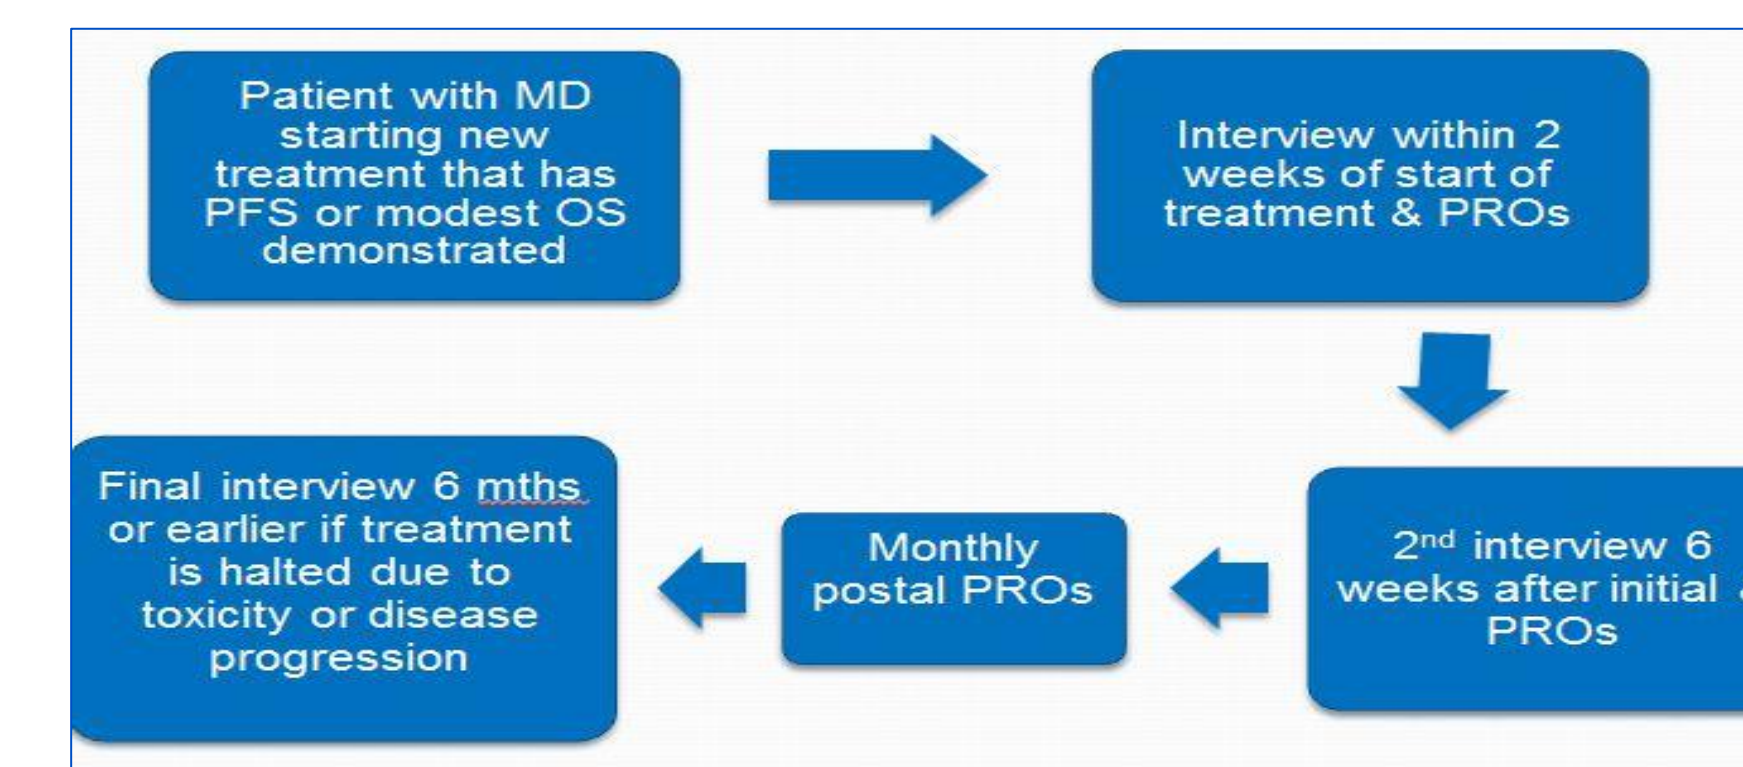 Patient with MD
starting new
treatment that has
PFS or modest OS
demonstrated
Interview within 2
weeks of start of
treatment & PROs
2nd interview 6
weeks after initial
PROs
Monthly
postal PROs
Final interview 6 mths
or earlier if treatment
is halted due to
toxicity or disease
progression